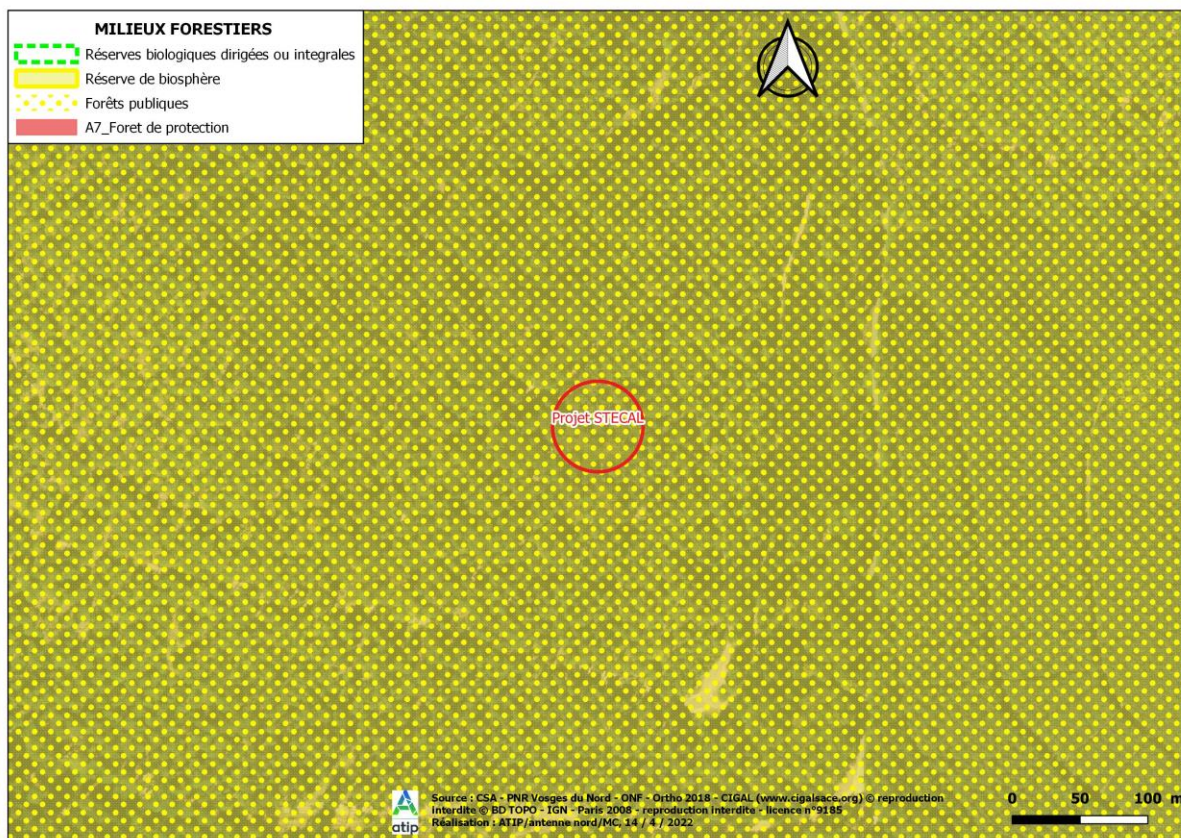 MILIEUX FORESTIERS
Réserves biologiques dirigées ou integrales
Réserve de biosphère
Forêts publiques
A7_Foret de protection
Projet STECAL
atip
Source : CSA - PNR Vosges du Nord - ONF - Ortho 2018 - CIGAL (www.cigalsace.org) © reproduction
interdite © BD TOPO - IGN - Paris 2008 - reproduction interdite - licence n°9185
Réalisation : ATIP/antenne nord/MC, 14 / 4 / 2022
0 50 100 m